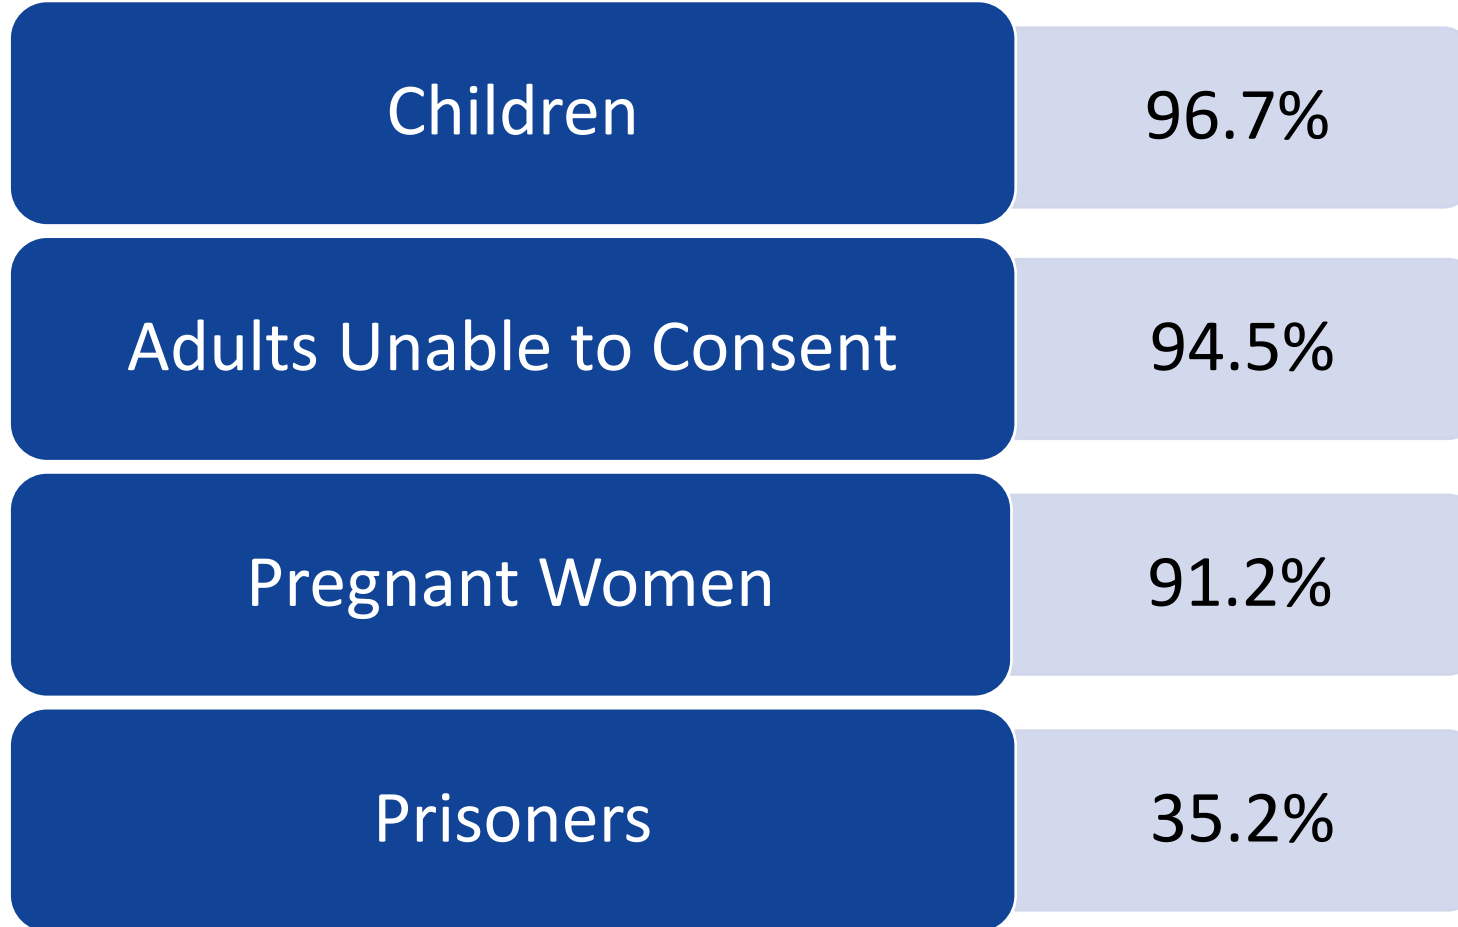 Children
96.7%
Adults Unable to Consent
94.5%
Pregnant Women
91.2%
Prisoners
35.2%